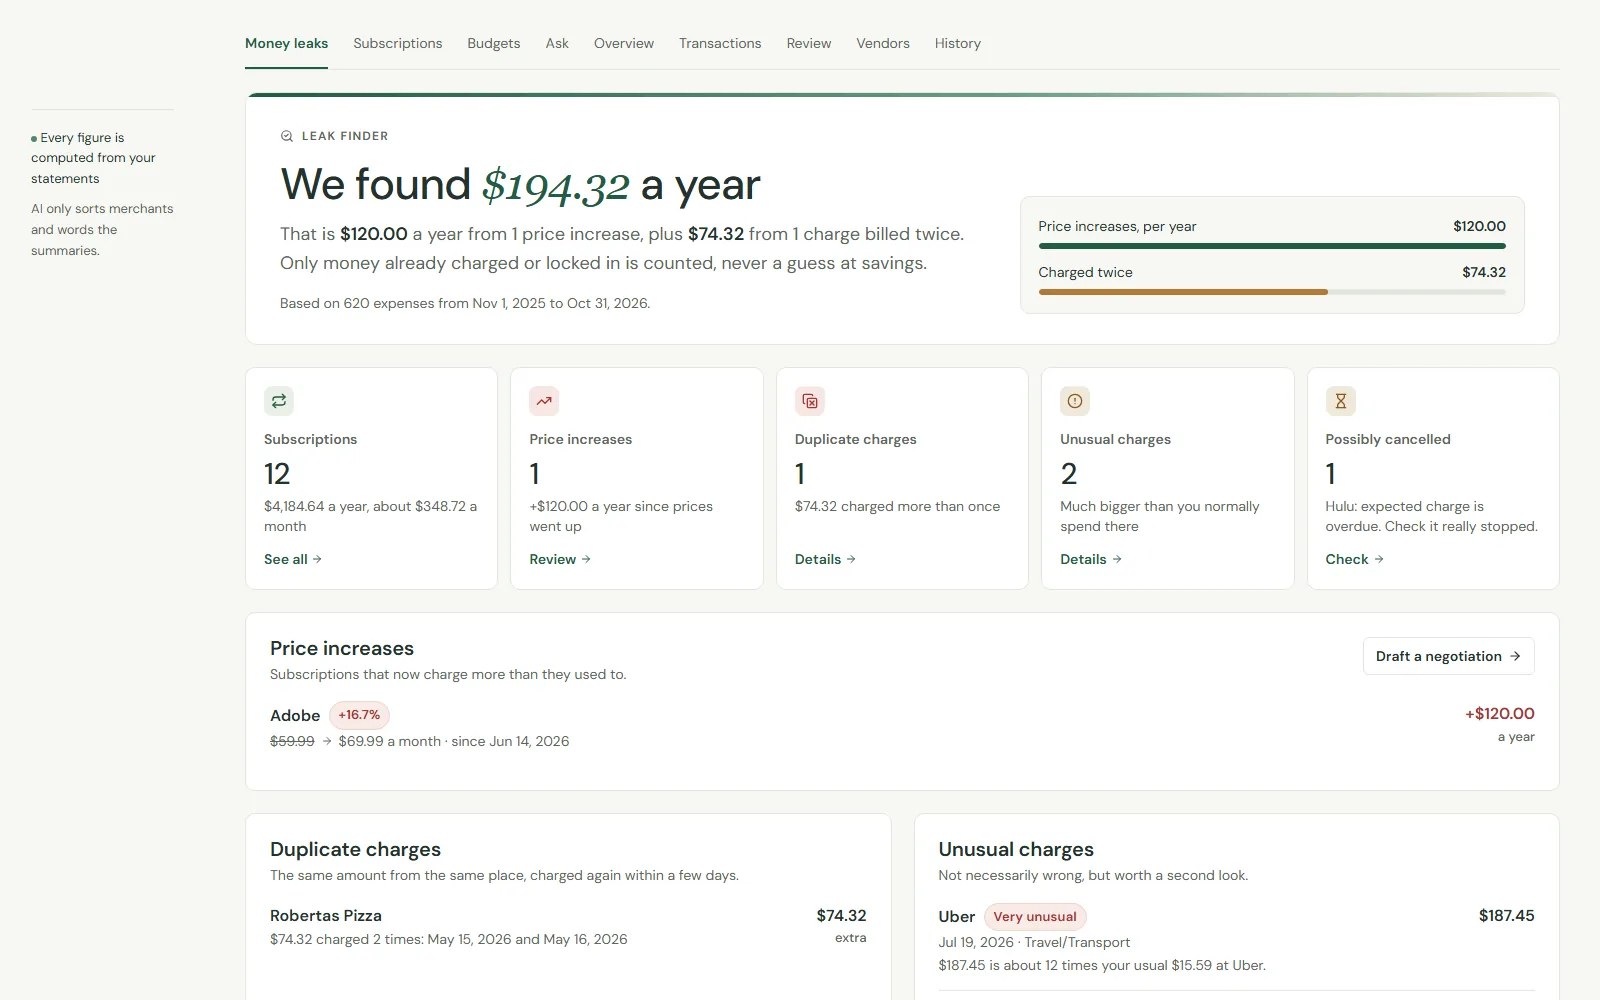 Money leaks Subscriptions Budgets Ask Overview Transactions Review Vendors History
Every figure is
computed from your
statements
AI only sorts merchants
and words the
summaries.
LEAK FINDER
We found $194.32 a year
That is $120.00 a year from 1 price increase, plus $74.32 from 1 charge billed twice.
Only money already charged or locked in is counted, never a guess at savings.
Based on 620 expenses from Nov 1, 2025 to Oct 31, 2026.
Price increases, per year $120.00
Charged twice $74.32
Subscriptions
12
$4,184.64 a year, about $348.72 a
month
See all →
Price increases
1
+$120.00 a year since prices
went up
Review →
Duplicate charges
1
$74.32 charged more than once
Details →
Unusual charges
2
Much bigger than you normally
spend there
Details →
Possibly cancelled
1
Hulu: expected charge is
overdue. Check it really stopped.
Check →
Price increases
Subscriptions that now charge more than they used to.
Draft a negotiation →
Adobe +16.7%
$59.99 → $69.99 a month · since Jun 14, 2026
+$120.00
a year
Duplicate charges
The same amount from the same place, charged again within a few days.
Robertas Pizza $74.32
$74.32 charged 2 times: May 15, 2026 and May 16, 2026 extra
Unusual charges
Not necessarily wrong, but worth a second look.
Uber Very unusual $187.45
Jul 19, 2026 · Travel/Transport
$187.45 is about 12 times your usual $15.59 at Uber.